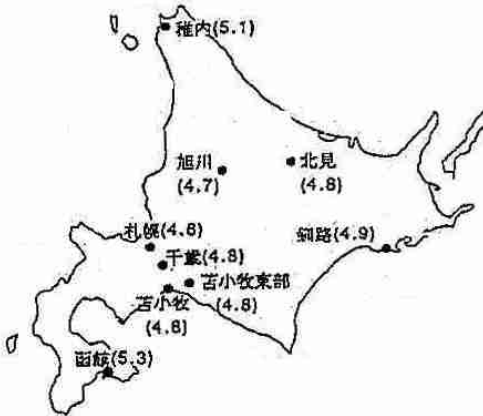 稚内(5.1)
旭川
(4.7)
北見
(4.8)
札幌(4.8)
釧路(4.9)
千歳(4.8)
苫小牧東部
(4.8)
苫小牧
(4.8)
函館(5.3)